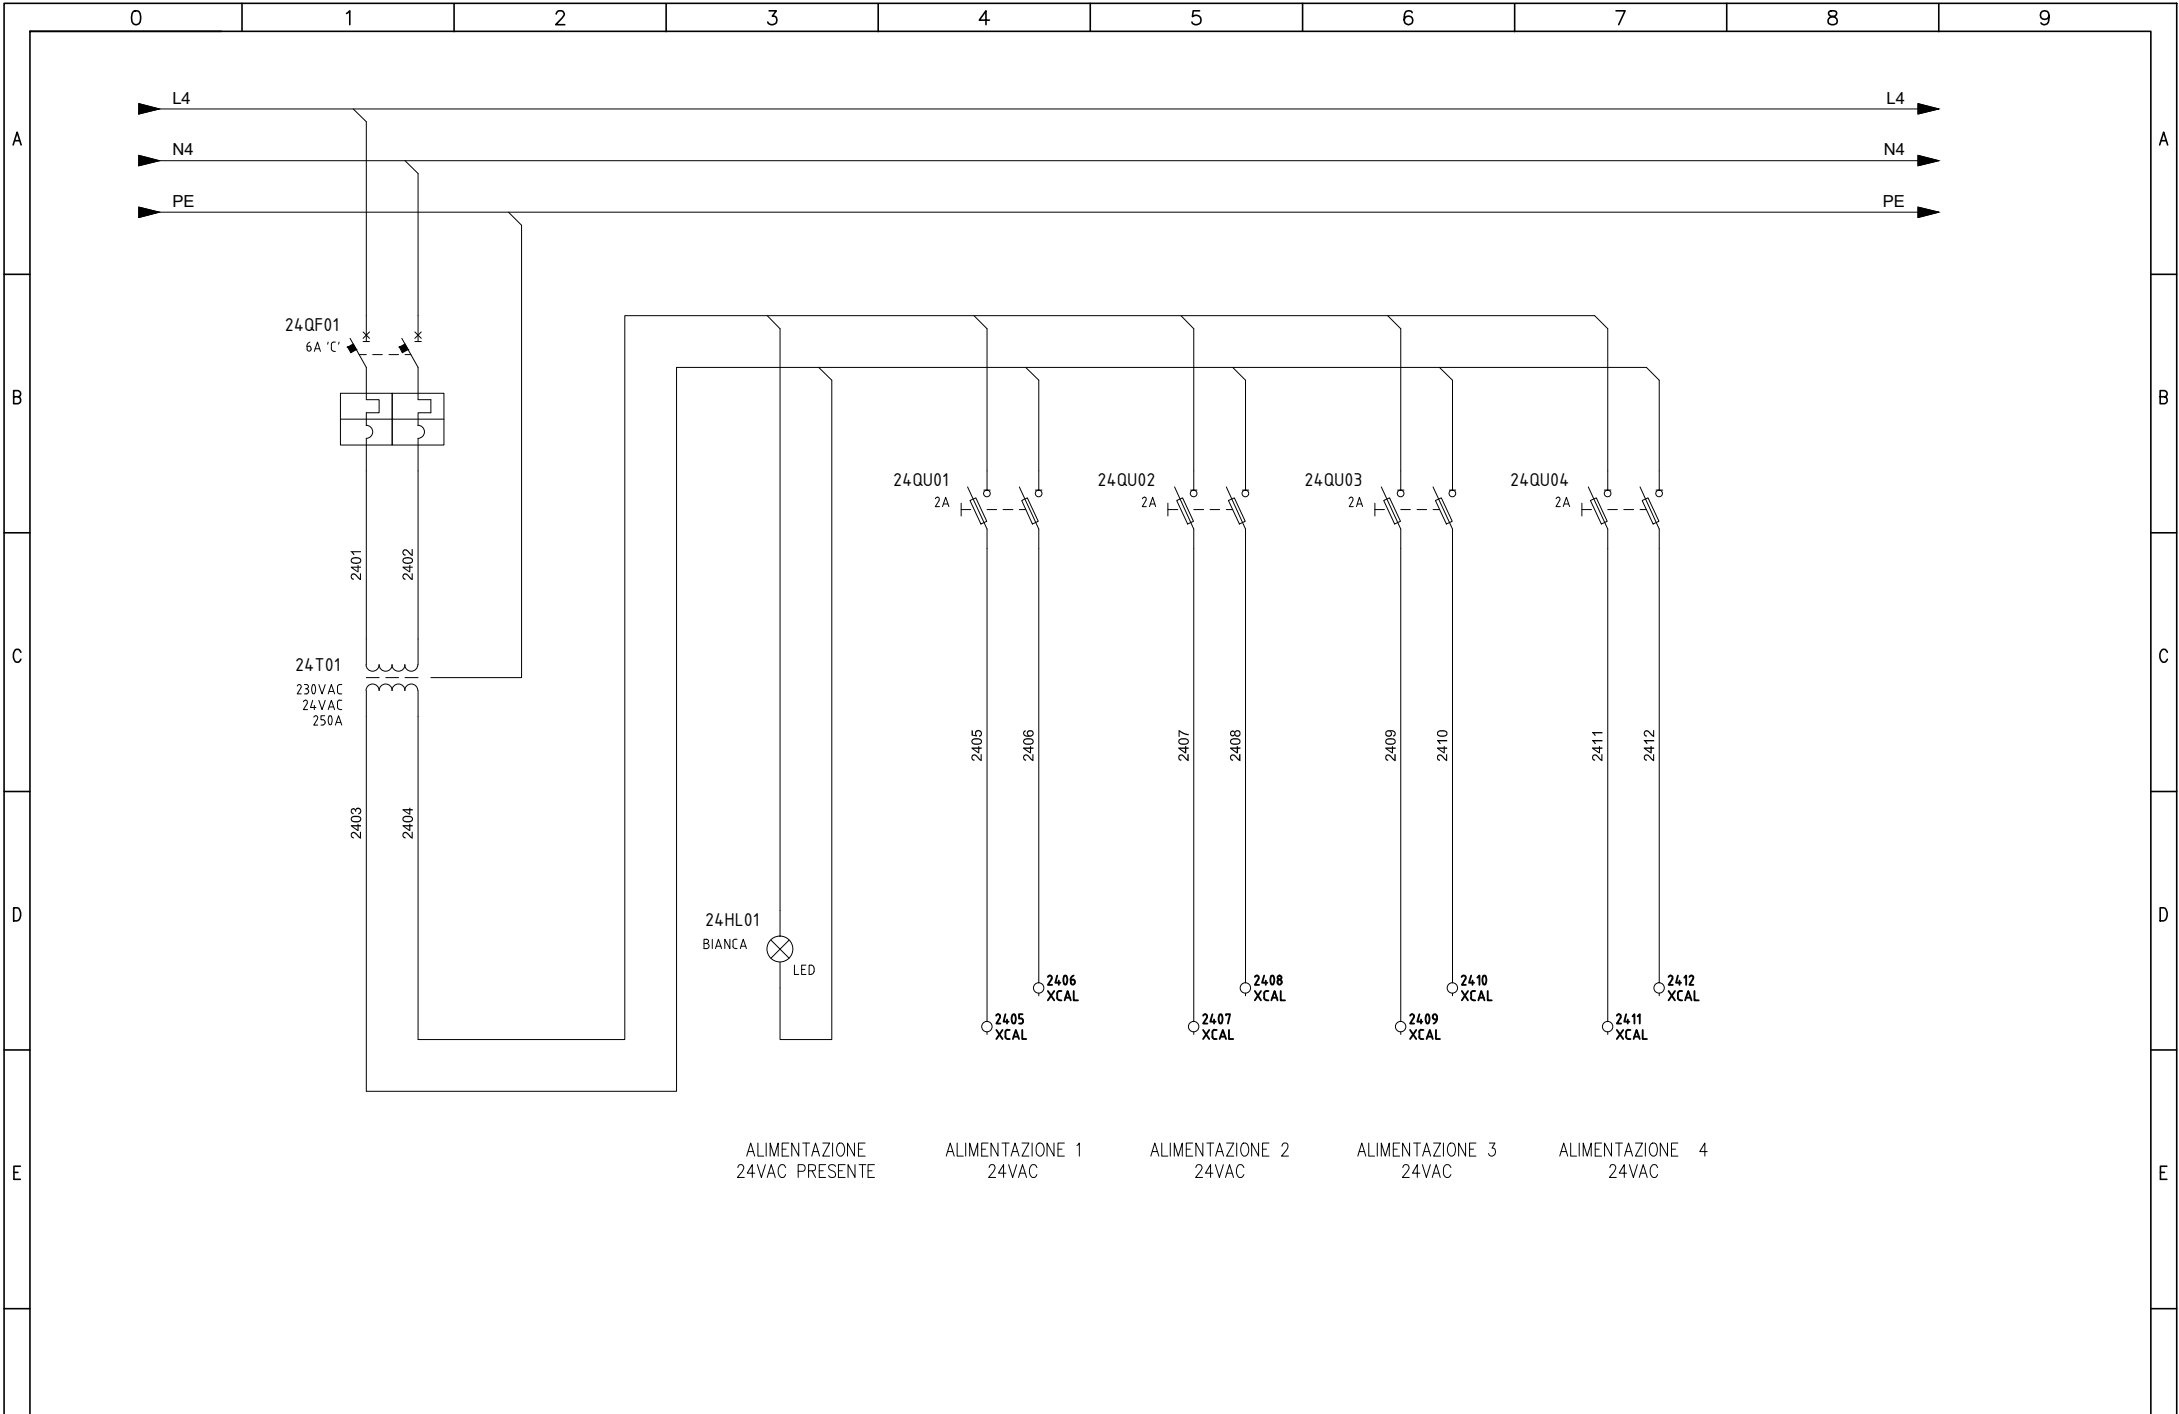 0 1 2 3 4 5 6 7 8 9
L4 L4
A A
N4 N4
PE PE
24QF01
6A 'C'
B B
24QU01 24QU02 24QU03 24QU04
2A 2A 2A 2A
2401 2402
C C
24T01
230VAC
24VAC
250A
2405 2406 2407 2408 2409 2410 2411 2412
2403 2404
D D
24HL01
BIANCA
LED
2406 2408 2410 2412
XCAL XCAL XCAL XCAL
2405 2407 2409 2411
XCAL XCAL XCAL XCAL
ALIMENTAZIONE ALIMENTAZIONE 1 ALIMENTAZIONE 2 ALIMENTAZIONE 3 ALIMENTAZIONE 4
24VAC PRESENTE 24VAC 24VAC 24VAC 24VAC
E E